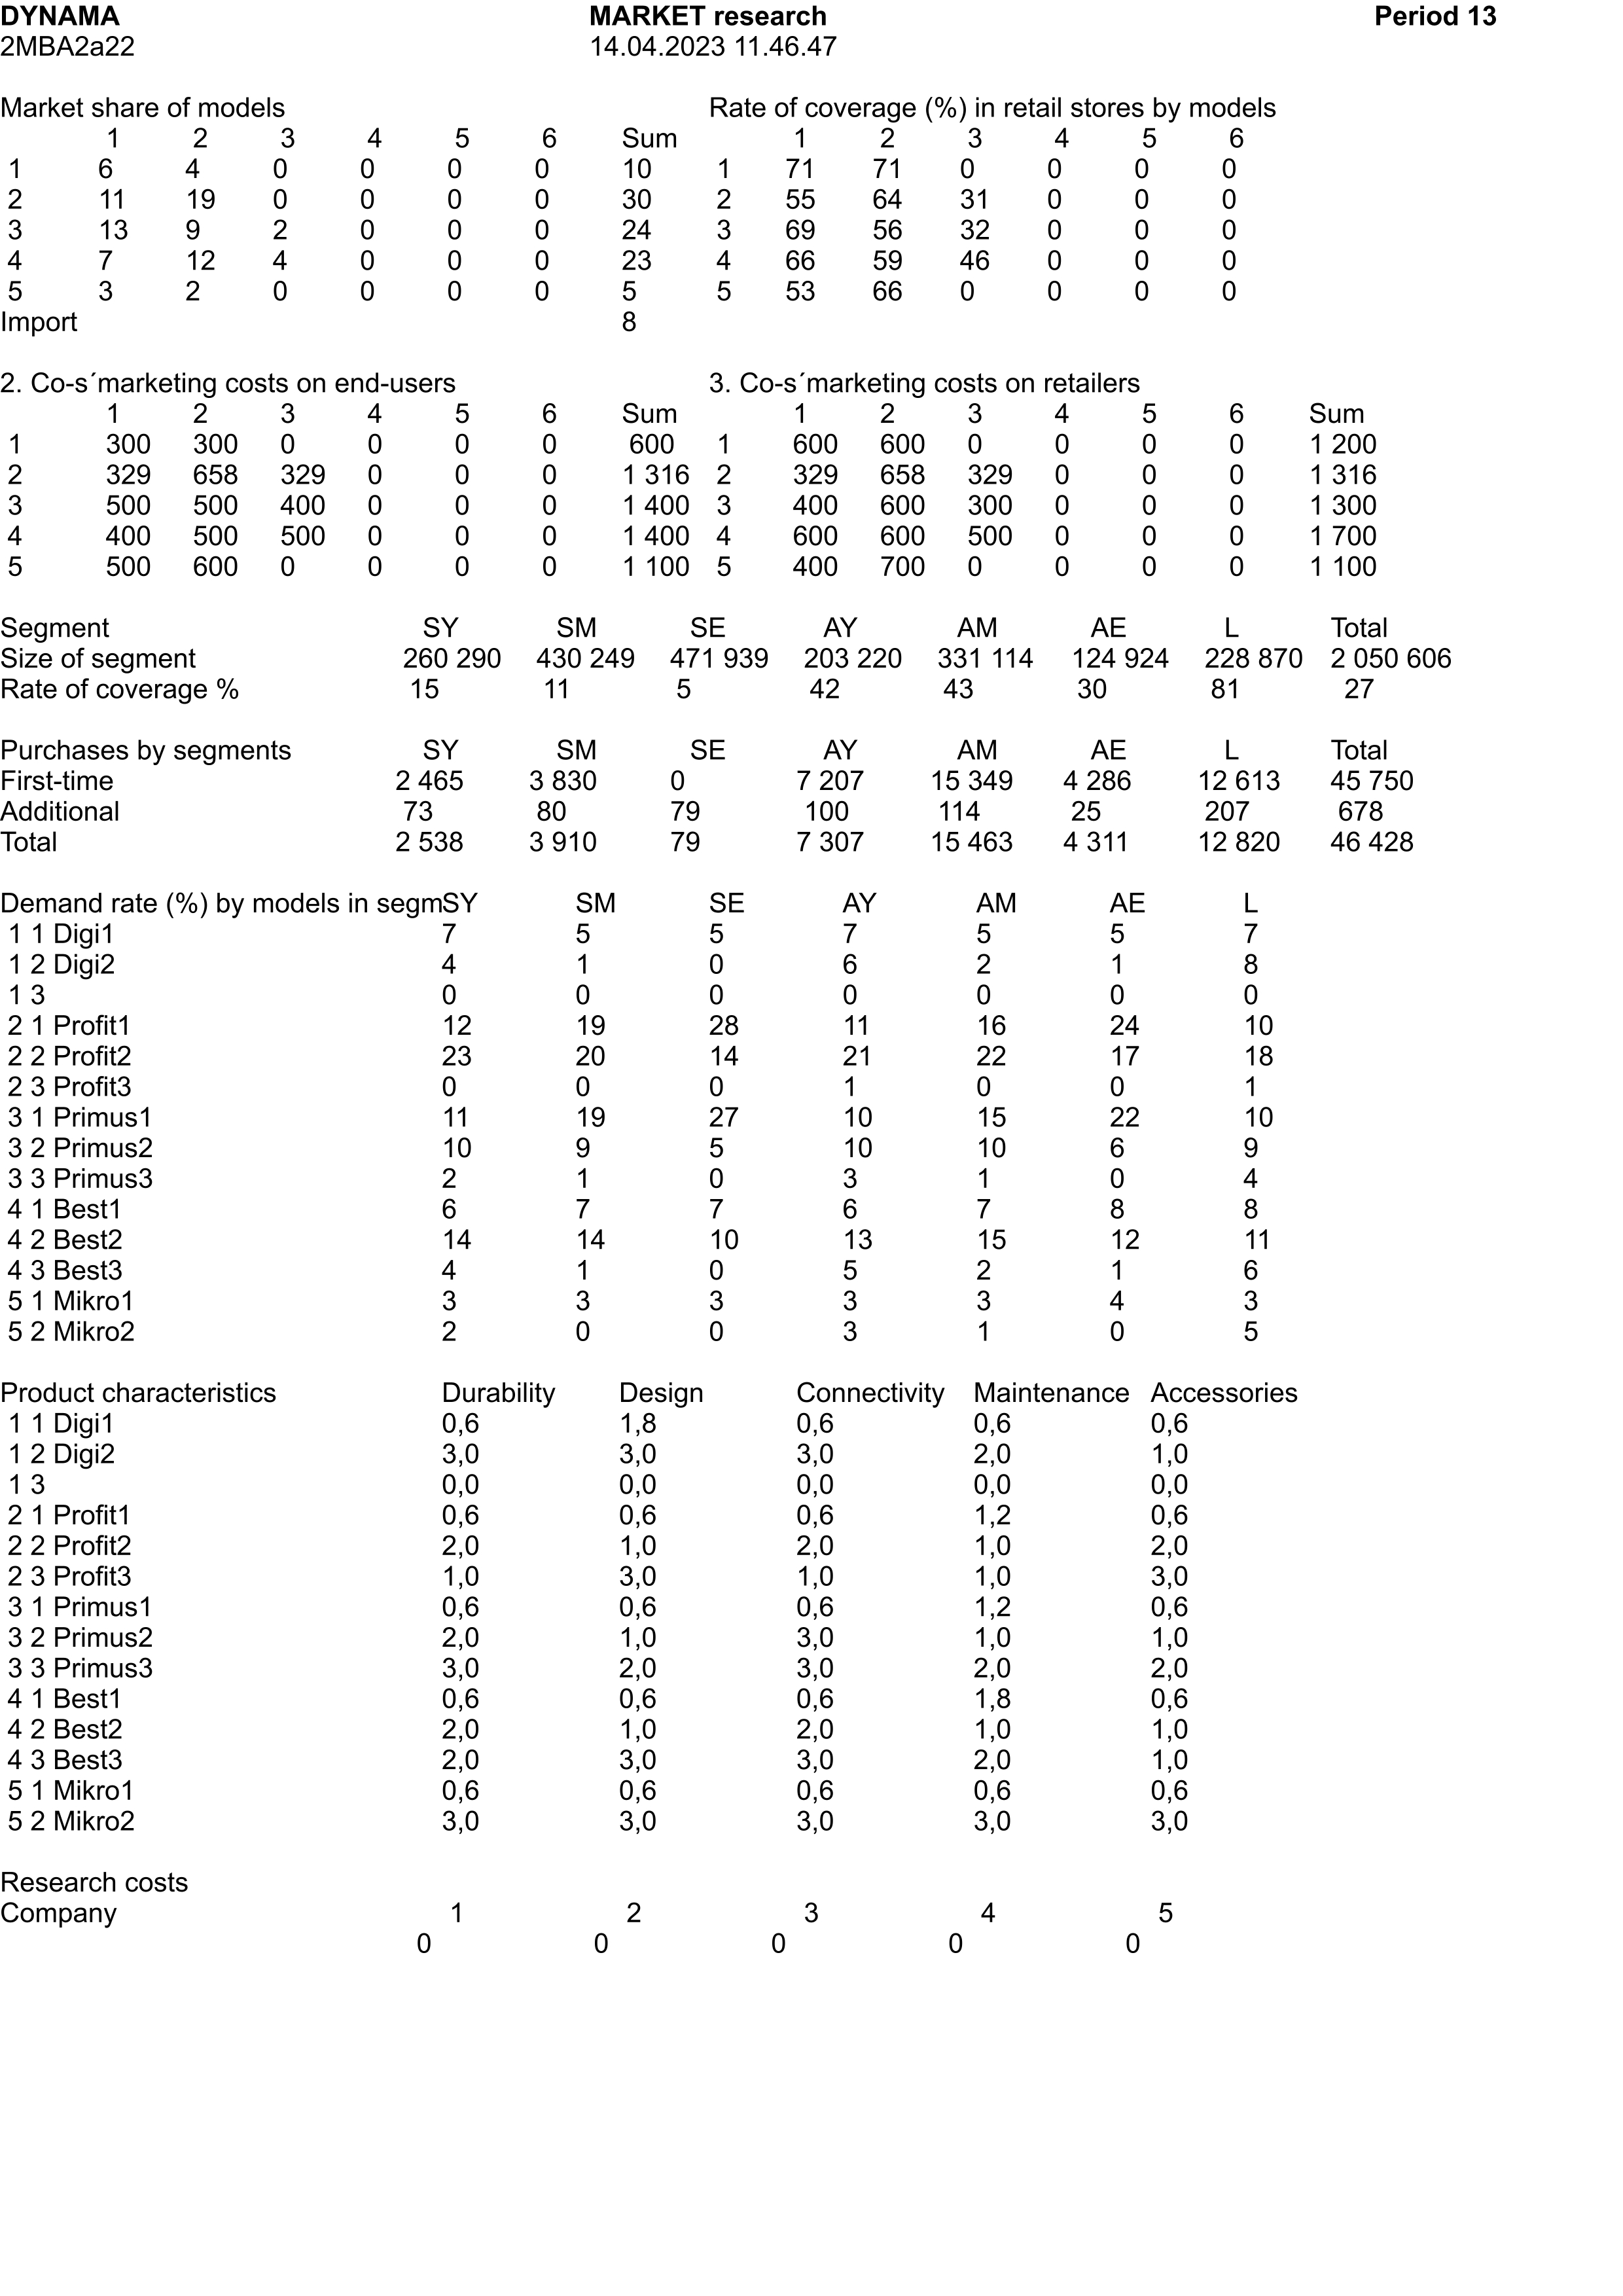 DYNAMA MARKET research Period 13
2MBA2a22 14.04.2023 11.46.47
Market share of models Rate of coverage (%) in retail stores by models
1 2 3 4 5 6 Sum 1 2 3 4 5 6
1 6 4 0 0 0 0 10 1 71 71 0 0 0 0
2 11 19 0 0 0 0 30 2 55 64 31 0 0 0
3 13 9 2 0 0 0 24 3 69 56 32 0 0 0
4 7 12 4 0 0 0 23 4 66 59 46 0 0 0
5 3 2 0 0 0 0 5 5 53 66 0 0 0 0
Import 8
2. Co-s´marketing costs on end-users 3. Co-s´marketing costs on retailers
1 2 3 4 5 6 Sum 1 2 3 4 5 6 Sum
1 300 300 0 0 0 0 600 1 600 600 0 0 0 0 1 200
2 329 658 329 0 0 0 1 316 2 329 658 329 0 0 0 1 316
3 500 500 400 0 0 0 1 400 3 400 600 300 0 0 0 1 300
4 400 500 500 0 0 0 1 400 4 600 600 500 0 0 0 1 700
5 500 600 0 0 0 0 1 100 5 400 700 0 0 0 0 1 100
Segment SY SM SE AY AM AE L Total
Size of segment 260 290 430 249 471 939 203 220 331 114 124 924 228 870 2 050 606
Rate of coverage % 15 11 5 42 43 30 81 27
Purchases by segments SY SM SE AY AM AE L Total
First-time 2 465 3 830 0 7 207 15 349 4 286 12 613 45 750
Additional 73 80 79 100 114 25 207 678
Total 2 538 3 910 79 7 307 15 463 4 311 12 820 46 428
Demand rate (%) by models in segmSY SM SE AY AM AE L
1 1 Digi1 7 5 5 7 5 5 7
1 2 Digi2 4 1 0 6 2 1 8
1 3 0 0 0 0 0 0 0
2 1 Profit1 12 19 28 11 16 24 10
2 2 Profit2 23 20 14 21 22 17 18
2 3 Profit3 0 0 0 1 0 0 1
3 1 Primus1 11 19 27 10 15 22 10
3 2 Primus2 10 9 5 10 10 6 9
3 3 Primus3 2 1 0 3 1 0 4
4 1 Best1 6 7 7 6 7 8 8
4 2 Best2 14 14 10 13 15 12 11
4 3 Best3 4 1 0 5 2 1 6
5 1 Mikro1 3 3 3 3 3 4 3
5 2 Mikro2 2 0 0 3 1 0 5
Product characteristics Durability Design Connectivity Maintenance Accessories
1 1 Digi1 0,6 1,8 0,6 0,6 0,6
1 2 Digi2 3,0 3,0 3,0 2,0 1,0
1 3 0,0 0,0 0,0 0,0 0,0
2 1 Profit1 0,6 0,6 0,6 1,2 0,6
2 2 Profit2 2,0 1,0 2,0 1,0 2,0
2 3 Profit3 1,0 3,0 1,0 1,0 3,0
3 1 Primus1 0,6 0,6 0,6 1,2 0,6
3 2 Primus2 2,0 1,0 3,0 1,0 1,0
3 3 Primus3 3,0 2,0 3,0 2,0 2,0
4 1 Best1 0,6 0,6 0,6 1,8 0,6
4 2 Best2 2,0 1,0 2,0 1,0 1,0
4 3 Best3 2,0 3,0 3,0 2,0 1,0
5 1 Mikro1 0,6 0,6 0,6 0,6 0,6
5 2 Mikro2 3,0 3,0 3,0 3,0 3,0
Research costs
Company 1 2 3 4 5
0 0 0 0 0